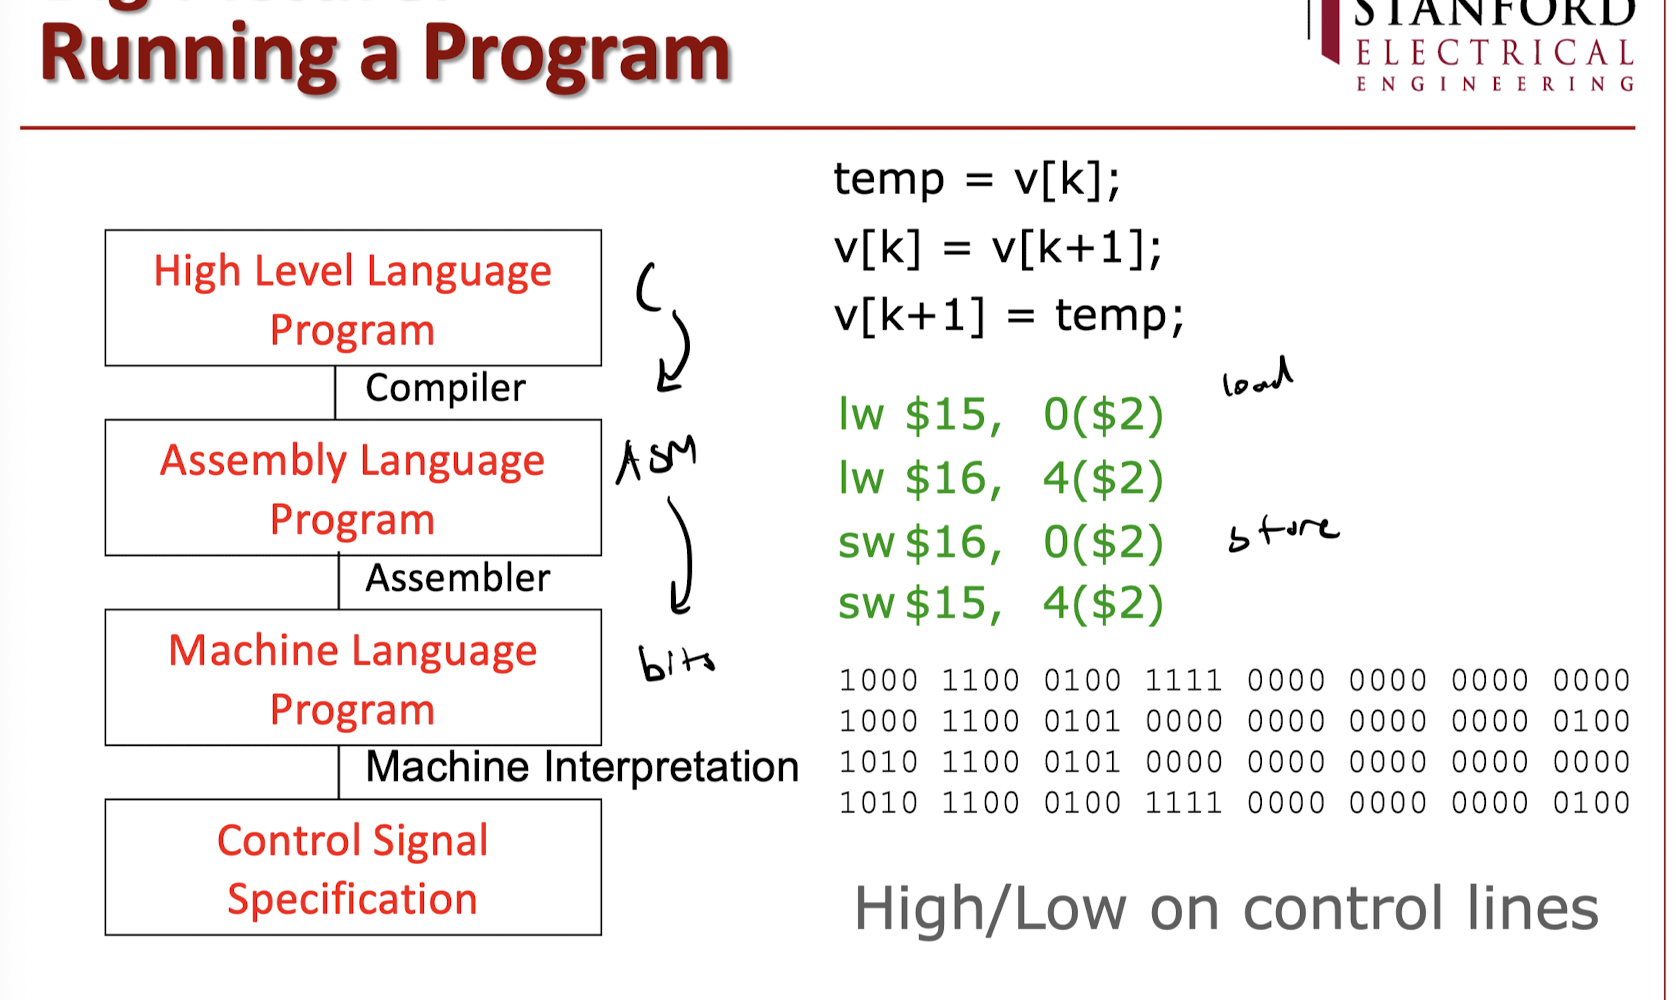 Running a Program
STANFORD
ELECTRICAL
ENGINEERING
High Level Language
Program
Compiler
Assembly Language
Program
Assembler
Machine Language
Program
Machine Interpretation
Control Signal
Specification
C
ASM
bits
temp = v[k];
v[k] = v[k+1];
v[k+1] = temp;
load
lw $15, 0($2)
lw $16, 4($2)
sw $16, 0($2)
store
sw $15, 4($2)
1000 1100 0100 1111 0000 0000 0000 0000
1000 1100 0101 0000 0000 0000 0000 0100
1010 1100 0101 0000 0000 0000 0000 0000
1010 1100 0100 1111 0000 0000 0000 0100
High/Low on control lines